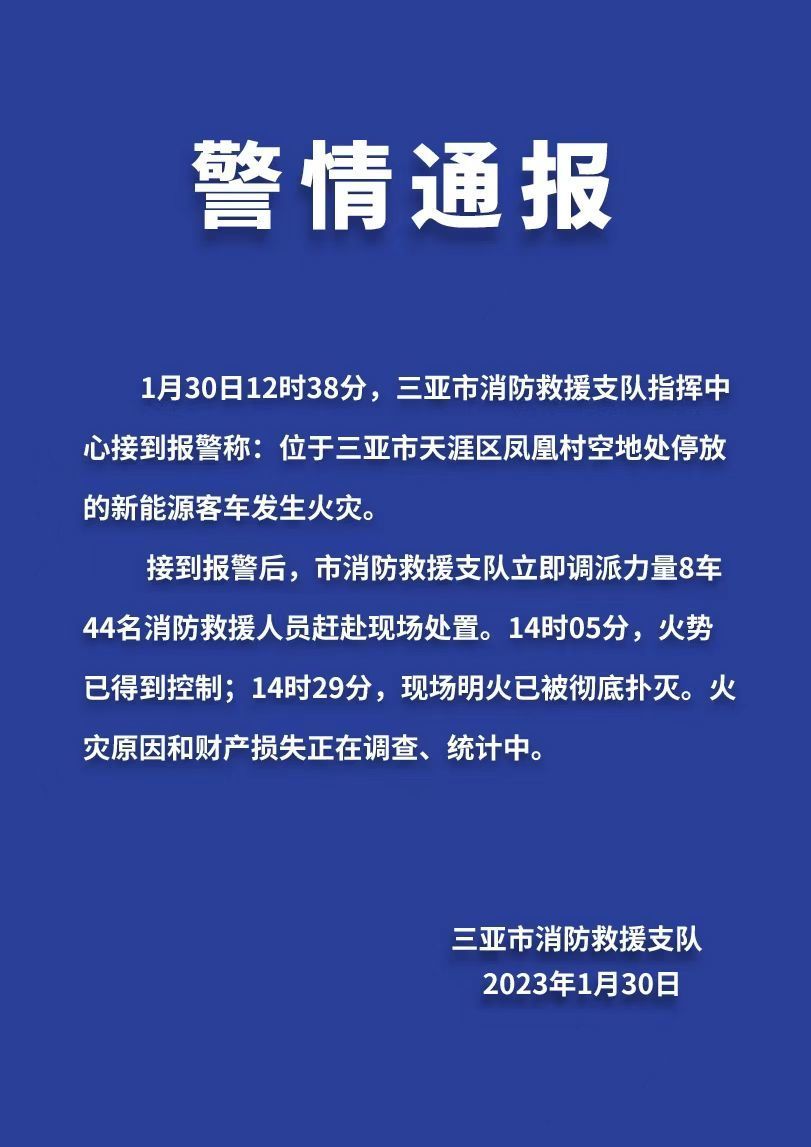 警情通报
1月30日12时38分，三亚市消防救援支队指挥中
心接到报警称：位于三亚市天涯区凤凰村空地处停放
的新能源客车发生火灾。
接到报警后，市消防救援支队立即调派力量8车
44名消防救援人员赶赴现场处置。14时05分，火势
已得到控制；14时29分，现场明火已被彻底扑灭。火
灾原因和财产损失正在调查、统计中。
三亚市消防救援支队
2023年1月30日